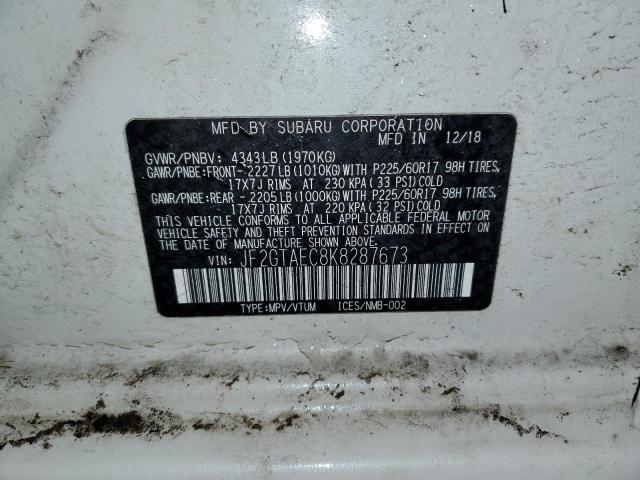 MFD BY SUBARU CORPORATION
MFD IN 12/18
GVWR/PNBV: 4343LB(1970KG)
GAWR/PNBE:FRONT-2227LB(1010KG)WITH P225/60R17 98H TIRES,
17X7J RIMS AT 230 KPA(33 PSI)COLD
GAWR/PNBE:REAR -2205LB(1000KG)WITH P225/60R17 98H TIRES,
17X7J RIMS AT 220 KPA(32 PSI)COLD
THIS VEHICLE CONFORMS TO ALL APPLICABLE FEDERAL MOTOR
VEHICLE SAFETY AND THEFT PREVENTION STANDARDS IN EFFECT
ON THE DATE OF MANUFACTURE SHOWN ABOVE.
VIN: JF2GTAEC8K8287673
TYPE:MPV/VTUM ICES/NMB-002